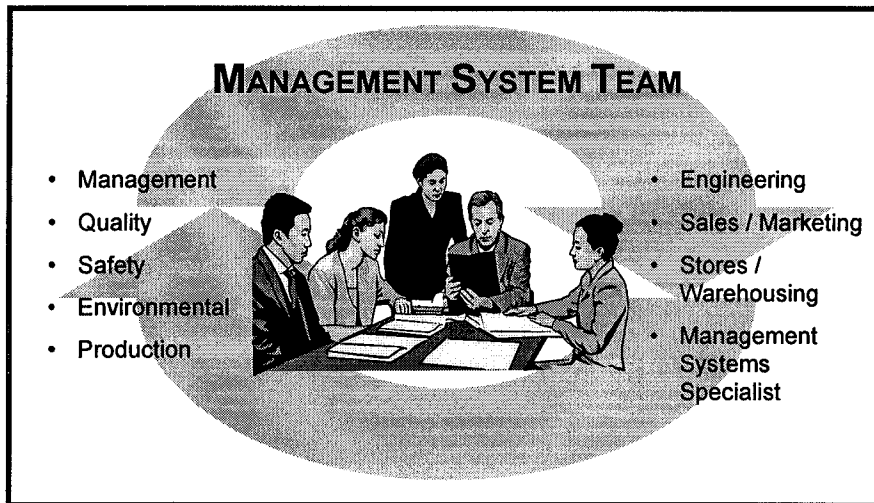 MANAGEMENT SYSTEM TEAM
• Management
• Quality
• Safety
• Environmental
• Production
• Engineering
• Sales / Marketing
• Stores /
Warehousing
• Management
Systems
Specialist